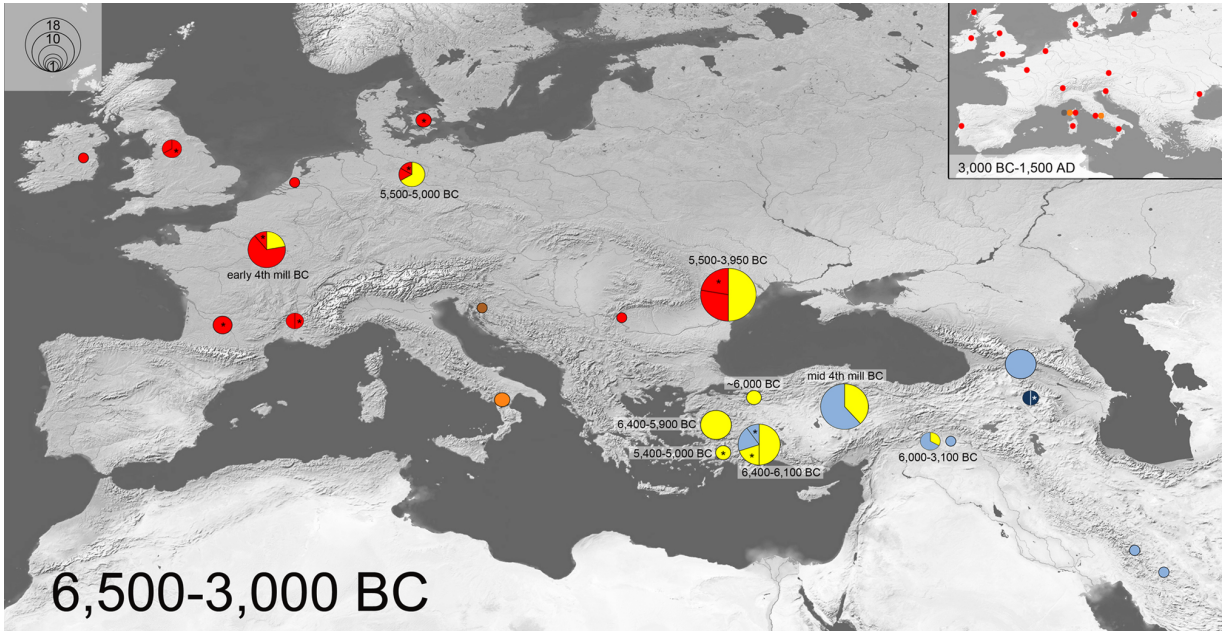 18
10
1
3,000 BC-1,500 AD
5,500-5,000 BC
early 4th mill BC
5,500-3,950 BC
~6,000 BC
mid 4th mill BC
6,400-5,900 BC
5,400-5,000 BC
6,400-6,100 BC
6,000-3,100 BC
6,500-3,000 BC